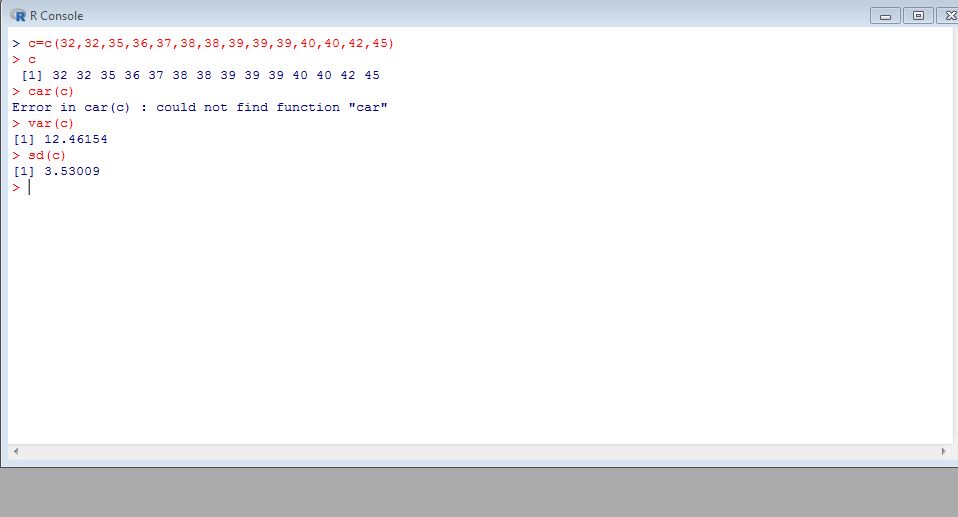 R Console
> c=c(32,32,35,36,37,38,38,39,39,39,40,40,42,45)
> c
 [1] 32 32 35 36 37 38 38 39 39 39 40 40 42 45
> car(c)
Error in car(c) : could not find function "car"
> var(c)
[1] 12.46154
> sd(c)
[1] 3.53009
>